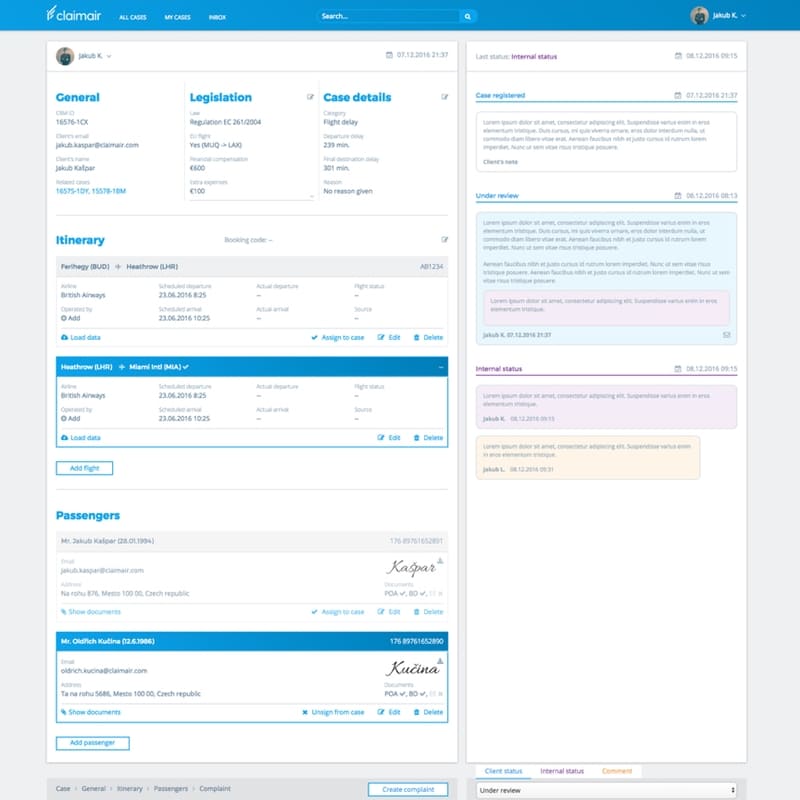 claimair
ALL CASES
MY CASES
INBOX
Search...
Jakub K.
Jakub K.
07.12.2016 21:37
General
Legislation
Case details
CRM ID
16576-1CX
Client's email
jakub.kaspar@claimair.com
Client's name
Jakub Kašpar
Related cases
16575-1DY, 15578-1BM
Law
Regulation EC 261/2004
EU flight
Yes (MUQ -> LAX)
Financial compensation
€600
Extra expenses
€100
Category
Flight delay
Departure delay
239 min.
Final destination delay
301 min.
Reason
No reason given
Itinerary
Booking code: --
Ferihegy (BUD)
Heathrow (LHR)
AB1234
Airline
Scheduled departure
Actual departure
Flight status
British Airways
23.06.2016 8:25
--
--
Operated by
Scheduled arrival
Actual arrival
Source
Add
23.06.2016 10:25
--
--
Load data
Assign to case
Edit
Delete
Heathrow (LHR)
Miami Intl (MIA)
--
Airline
Scheduled departure
Actual departure
Flight status
British Airways
23.06.2016 8:25
--
--
Operated by
Scheduled arrival
Actual arrival
Source
Add
23.06.2016 10:25
--
--
Load data
Edit
Delete
Add flight
Passengers
Mr. Jakub Kašpar (28.01.1994)
176 89761652891
Email
jakub.kaspar@claimair.com
Kašpar
Address
Documents
Na rohu 876, Mesto 100 00, Czech republic
POA, BD, EE
Show documents
Assign to case
Edit
Delete
Mr. Oldřich Kučina (12.6.1986)
176 89761652890
Email
oldrich.kucina@claimair.com
Kučina
Address
Documents
Ta na rohu 5686, Mesto 100 00, Czech republic
POA, BD, EE
Show documents
Unsign from case
Edit
Delete
Add passenger
Case
General
Itinerary
Passengers
Complaint
Create complaint
Last status: Internal status
08.12.2016 09:15
Case registered
07.12.2016 21:37
Lorem ipsum dolor sit amet, consectetur adipiscing elit. Suspendisse varius enim in eros
elementum tristique. Duis cursus, mi quis viverra ornare, eros dolor interdum nulla, ut
commodo diam libero vitae erat. Aenean faucibus nibh et justo cursus id rutrum lorem
imperdiet. Nunc ut sem vitae risus tristique posuere.
Client's note
Under review
08.12.2016 08:13
Lorem ipsum dolor sit amet, consectetur adipiscing elit. Suspendisse varius enim in eros
elementum tristique. Duis cursus, mi quis viverra ornare, eros dolor interdum nulla, ut
commodo diam libero vitae erat. Aenean faucibus nibh et justo cursus id rutrum lorem
imperdiet. Nunc ut sem vitae risus tristique posuere.
Aenean faucibus nibh et justo cursus id rutrum lorem imperdiet. Nunc ut sem vitae risus
tristique posuere. Aenean faucibus nibh et justo cursus id rutrum lorem imperdiet. Nunc ut sem
vitae risus tristique posuere.
Lorem ipsum dolor sit amet, consectetur adipiscing elit. Suspendisse varius enim in eros
elementum tristique.
Jakub K. 07.12.2016 21:37
Internal status
08.12.2016 09:15
Lorem ipsum dolor sit amet, consectetur adipiscing elit. Suspendisse varius enim in eros
elementum tristique.
Jakub K. 08.12.2016 09:15
Lorem ipsum dolor sit amet, consectetur adipiscing elit. Suspendisse varius enim
in eros elementum tristique.
Jakub L. 08.12.2016 09:31
Client status
Internal status
Comment
Under review